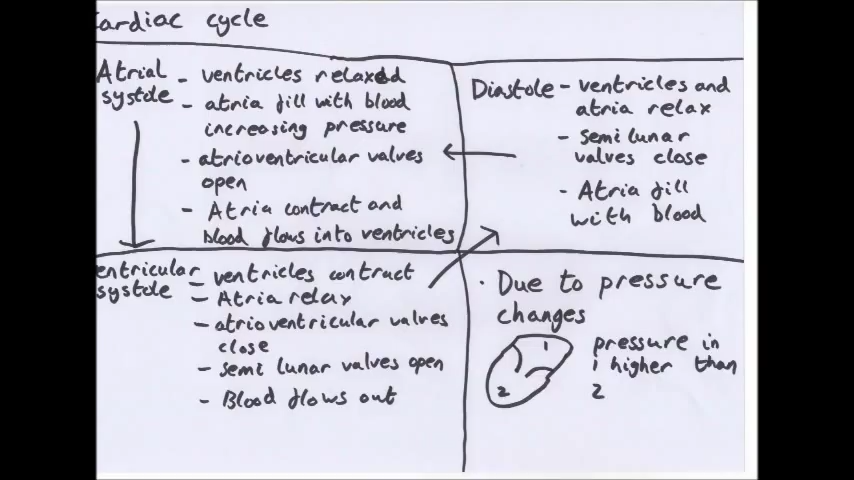 Cardiac cycle
Atrial systole
- ventricles relaxed
- atria fill with blood
increasing pressure
- atrioventricular valves
open
- Atria contract and
blood flows into ventricles
Diastole - ventricles and
atria relax
- semi lunar
valves close
- Atria fill
with blood
entricular
systole
- ventricles contract
- Atria relax
- atrioventricular valves
close
- semi lunar valves open
- Blood flows out
· Due to pressure
changes
1
2
pressure in
1 higher than
2